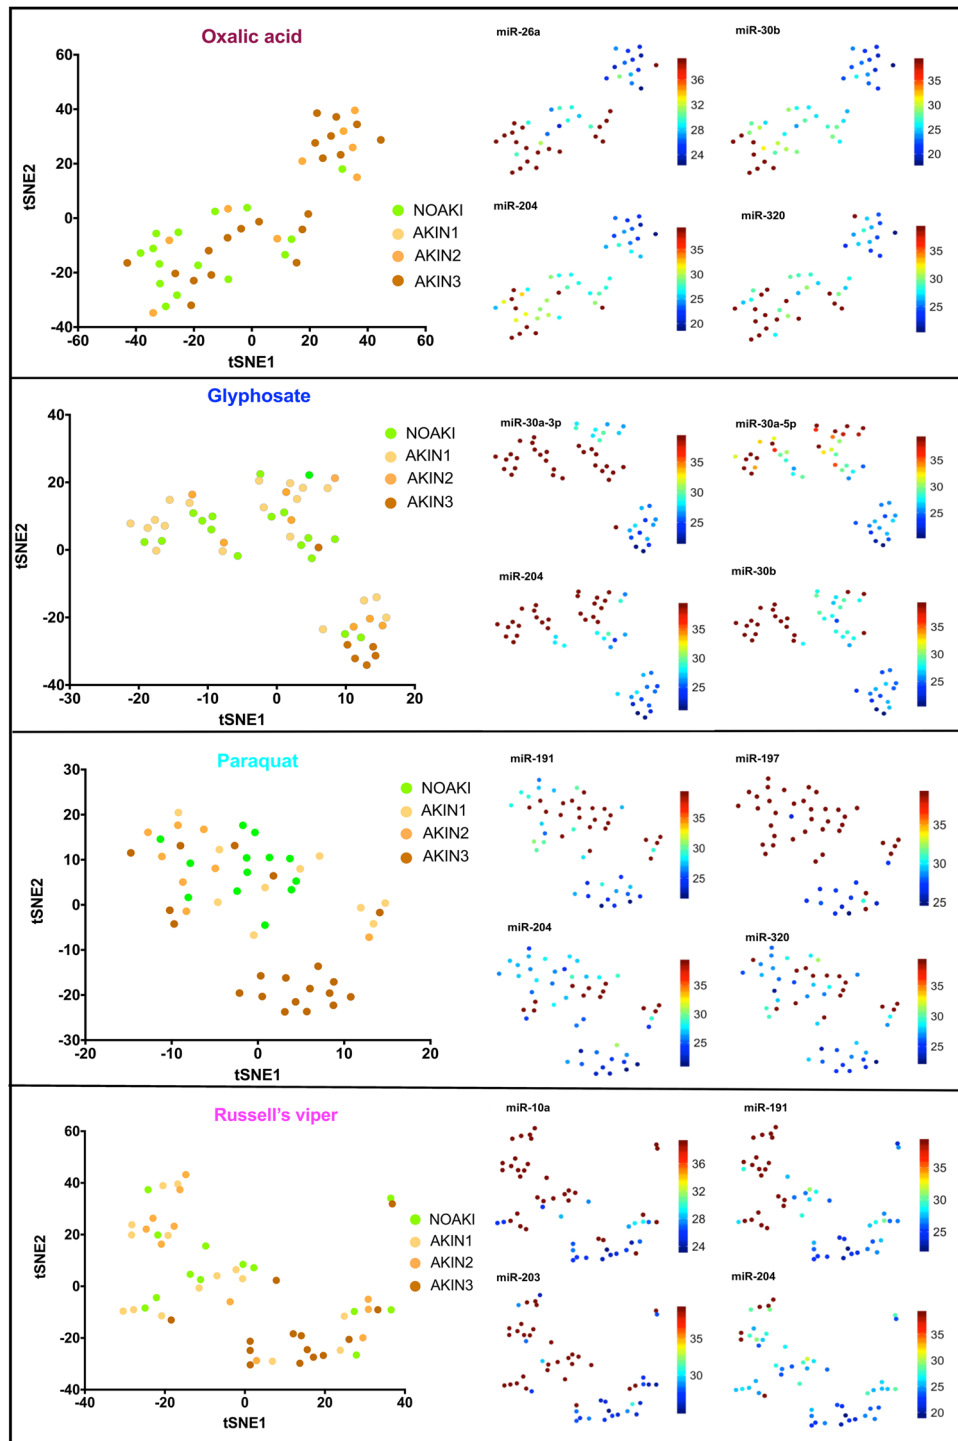 Oxalic acid
miR-26a
miR-30b
60
40
20
0
-20
-40
-60
-40
-20
0
20
40
60
tSNE2
tSNE1
NOAKI
AKIN1
AKIN2
AKIN3
36
32
28
24
35
30
25
20
miR-204
miR-320
35
30
25
20
35
30
25
Glyphosate
miR-30a-3p
miR-30a-5p
40
20
0
-20
-40
-30
-20
-10
0
10
20
tSNE2
tSNE1
NOAKI
AKIN1
AKIN2
AKIN3
35
30
25
35
30
25
miR-204
miR-30b
35
30
25
35
30
25
Paraquat
miR-191
miR-197
30
20
10
0
-10
-20
-30
-20
-10
0
10
20
tSNE2
tSNE1
NOAKI
AKIN1
AKIN2
AKIN3
35
30
25
35
30
25
miR-204
miR-320
35
30
25
35
30
25
Russell's viper
miR-10a
miR-191
60
40
20
0
-20
-40
-40
-20
0
20
40
tSNE2
tSNE1
NOAKI
AKIN1
AKIN2
AKIN3
36
32
28
24
35
30
25
miR-203
miR-204
35
30
35
30
25
20